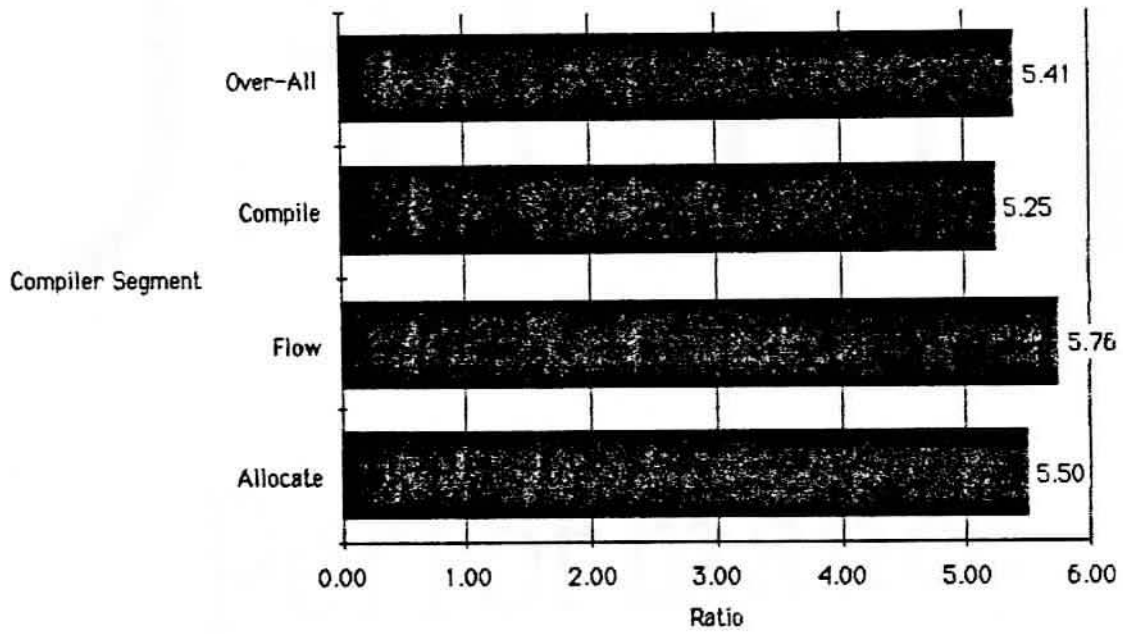 Over-All
5.41
Compile
5.25
Compiler Segment
Flow
5.76
Allocate
5.50
0.00 1.00 2.00 3.00 4.00 5.00 6.00
Ratio